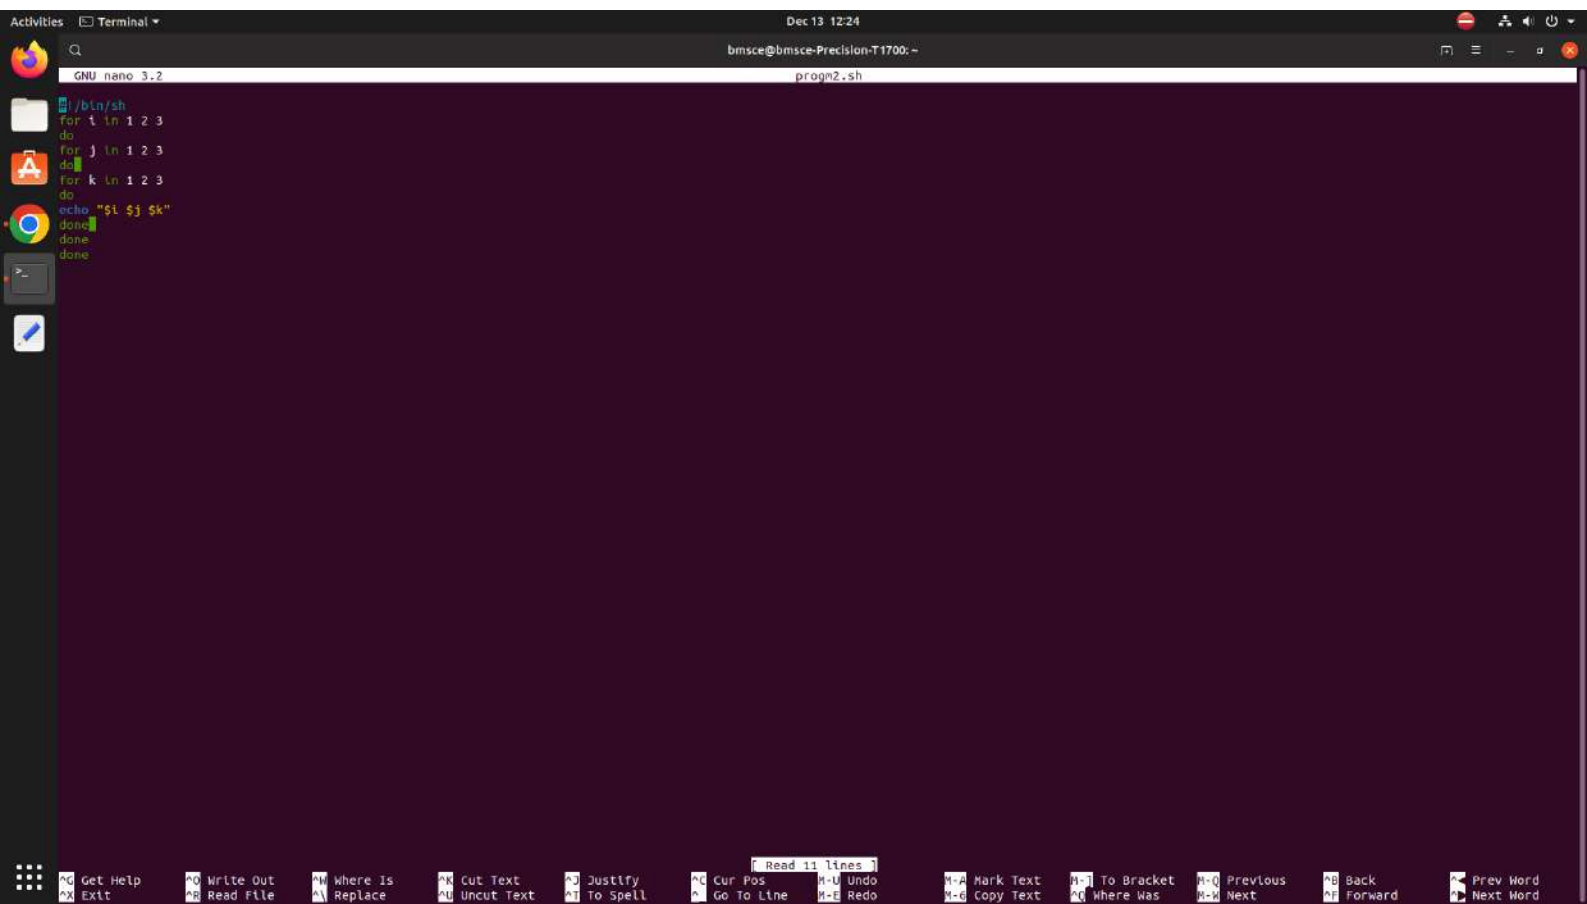 Activities Terminal
Dec 13 12:24
bmsce@bmsce-Precision-T1700: ~
GNU nano 3.2 progm2.sh
#!/bin/sh
for i in 1 2 3
do
for j in 1 2 3
do
for k in 1 2 3
do
echo "$i $j $k"
done
done
done
[ Read 11 lines ]
^G Get Help ^O Write Out ^W Where Is ^K Cut Text ^J Justify ^C Cur Pos M-U Undo M-A Mark Text M-] To Bracket M-Q Previous ^B Back ^◀ Prev Word
^X Exit ^R Read File ^\ Replace ^U Uncut Text ^T To Spell ^_ Go To Line M-E Redo M-6 Copy Text ^Q Where Was M-W Next ^F Forward ^▶ Next Word